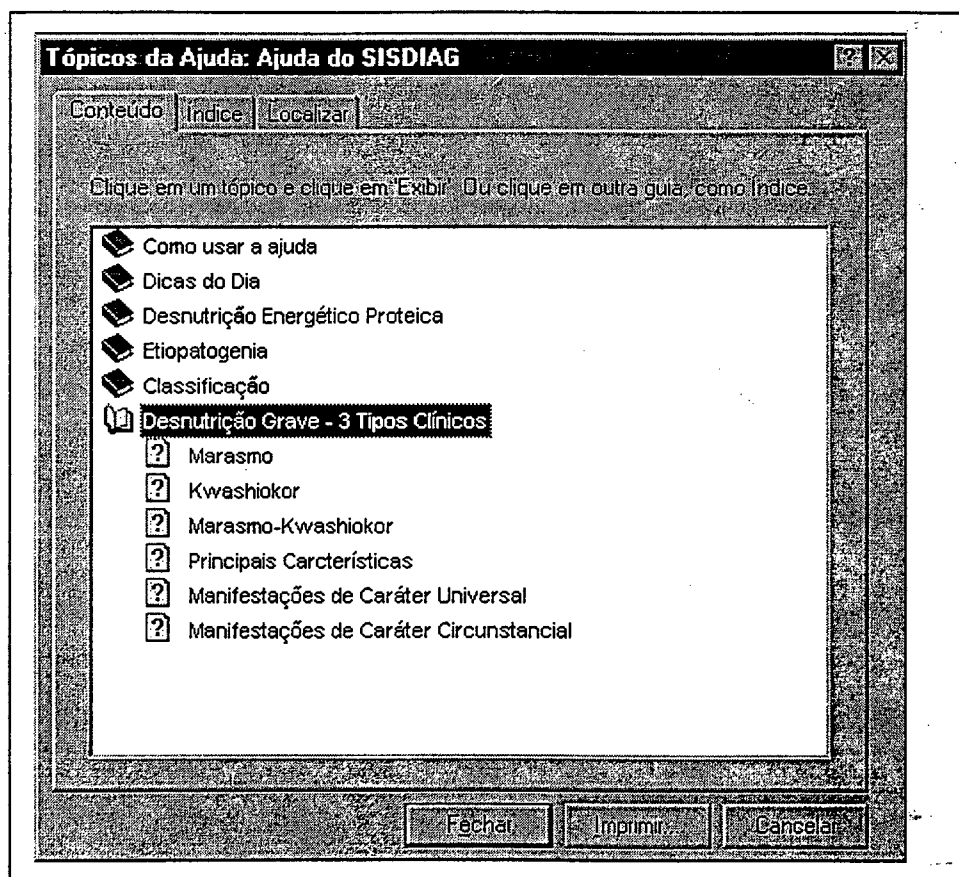 Tópicos da Ajuda: Ajuda do SISDIAG
Conteúdo Índice Localizar
Clique em um tópico e clique em 'Exibir'. Ou clique em outra guia, como Índice.
Como usar a ajuda
Dicas do Dia
Desnutrição Energético Proteica
Etiopatogenia
Classificação
Desnutrição Grave - 3 Tipos Clínicos
Marasmo
Kwashiokor
Marasmo-Kwashiokor
Principais Carcterísticas
Manifestações de Caráter Universal
Manifestações de Caráter Circunstancial
Fechar Imprimir... Cancelar